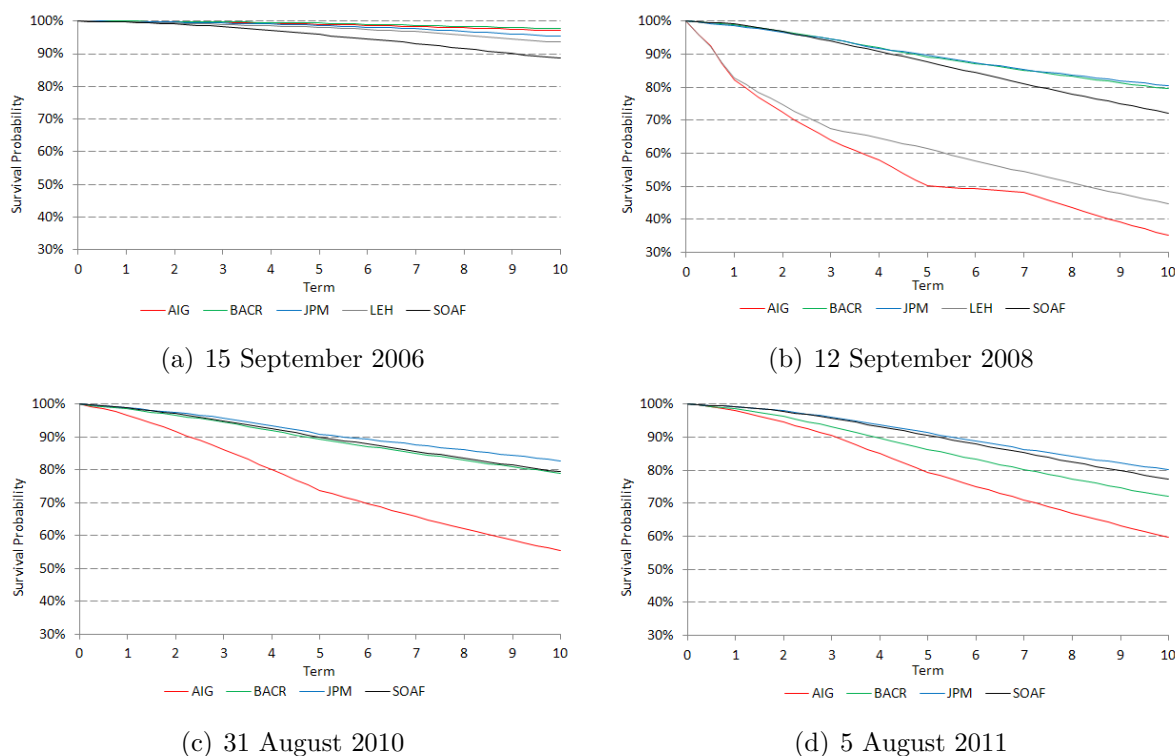 100%
90%
80%
70%
60%
50%
40%
30%
Survival Probability
0 1 2 3 4 5 6 7 8 9 10
Term
AIG BACR JPM LEH SOAF
(a) 15 September 2006
100%
90%
80%
70%
60%
50%
40%
30%
Survival Probability
0 1 2 3 4 5 6 7 8 9 10
Term
AIG BACR JPM LEH SOAF
(b) 12 September 2008
100%
90%
80%
70%
60%
50%
40%
30%
Survival Probability
0 1 2 3 4 5 6 7 8 9 10
Term
AIG BACR JPM SOAF
(c) 31 August 2010
100%
90%
80%
70%
60%
50%
40%
30%
Survival Probability
0 1 2 3 4 5 6 7 8 9 10
Term
AIG BACR JPM SOAF
(d) 5 August 2011